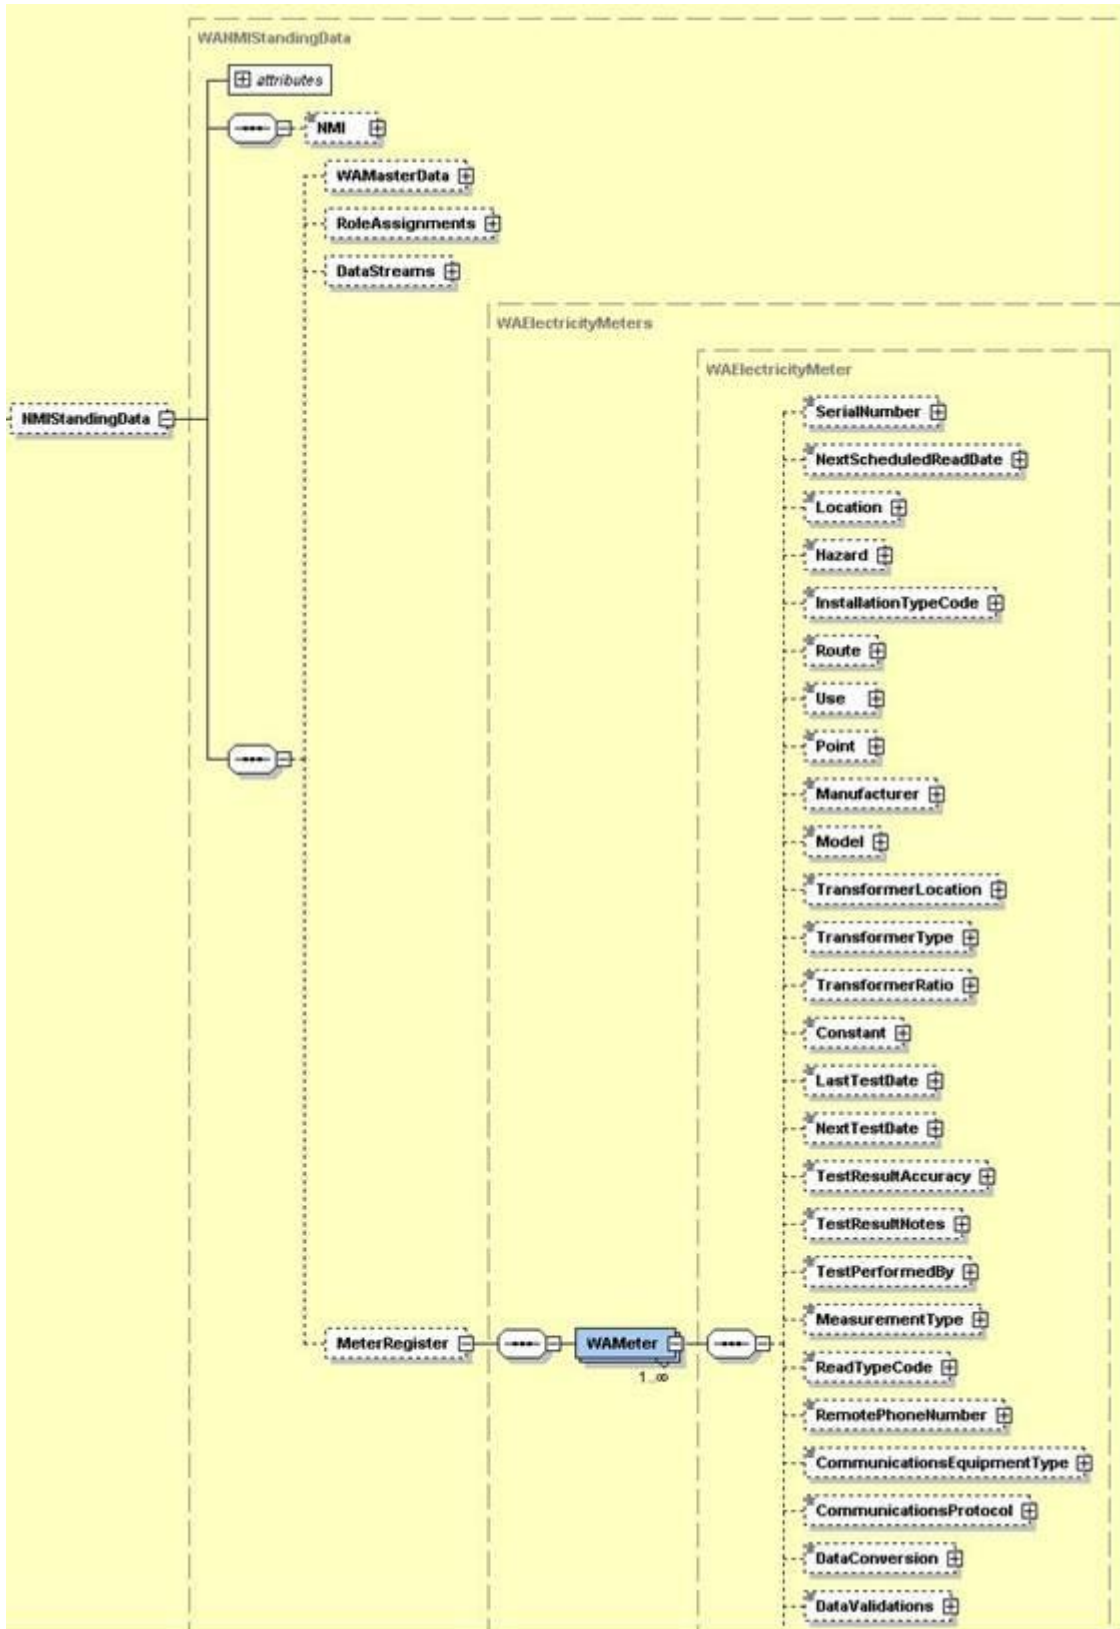 WANMIStandingData
attributes
NMI
WAMasterData
RoleAssignments
DataStreams
WAElectricityMeters
WAElectricityMeter
NMIStandingData
SerialNumber
NextScheduledReadDate
Location
Hazard
InstallationTypeCode
Route
Use
Point
Manufacturer
Model
TransformerLocation
TransformerType
TransformerRatio
Constant
LastTestDate
NextTestDate
TestResultAccuracy
TestResultNotes
TestPerformedBy
MeasurementType
MeterRegister
WAMeter
1..∞
ReadTypeCode
RemotePhoneNumber
CommunicationsEquipmentType
CommunicationsProtocol
DataConversion
DataValidations